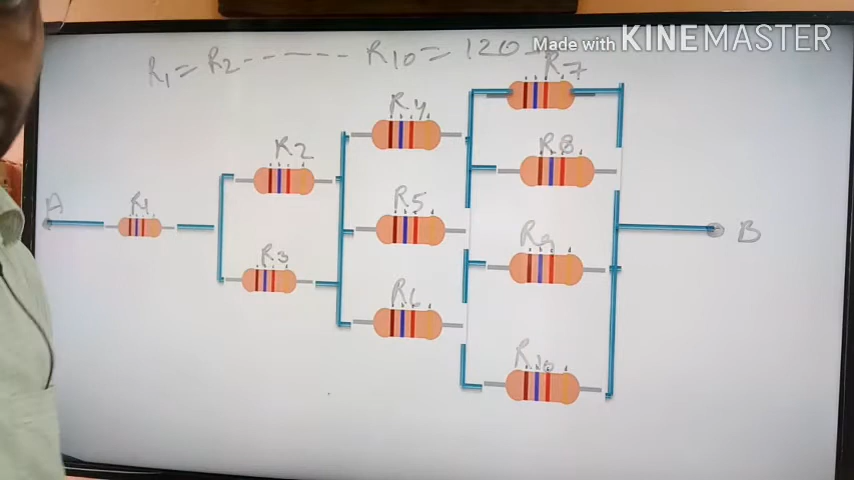 R1 = R2 ------ R10 = 120
Made with KINEMASTER
R7
R4
R2
R8
A
R1
R5
R3
R9
B
R6
R10